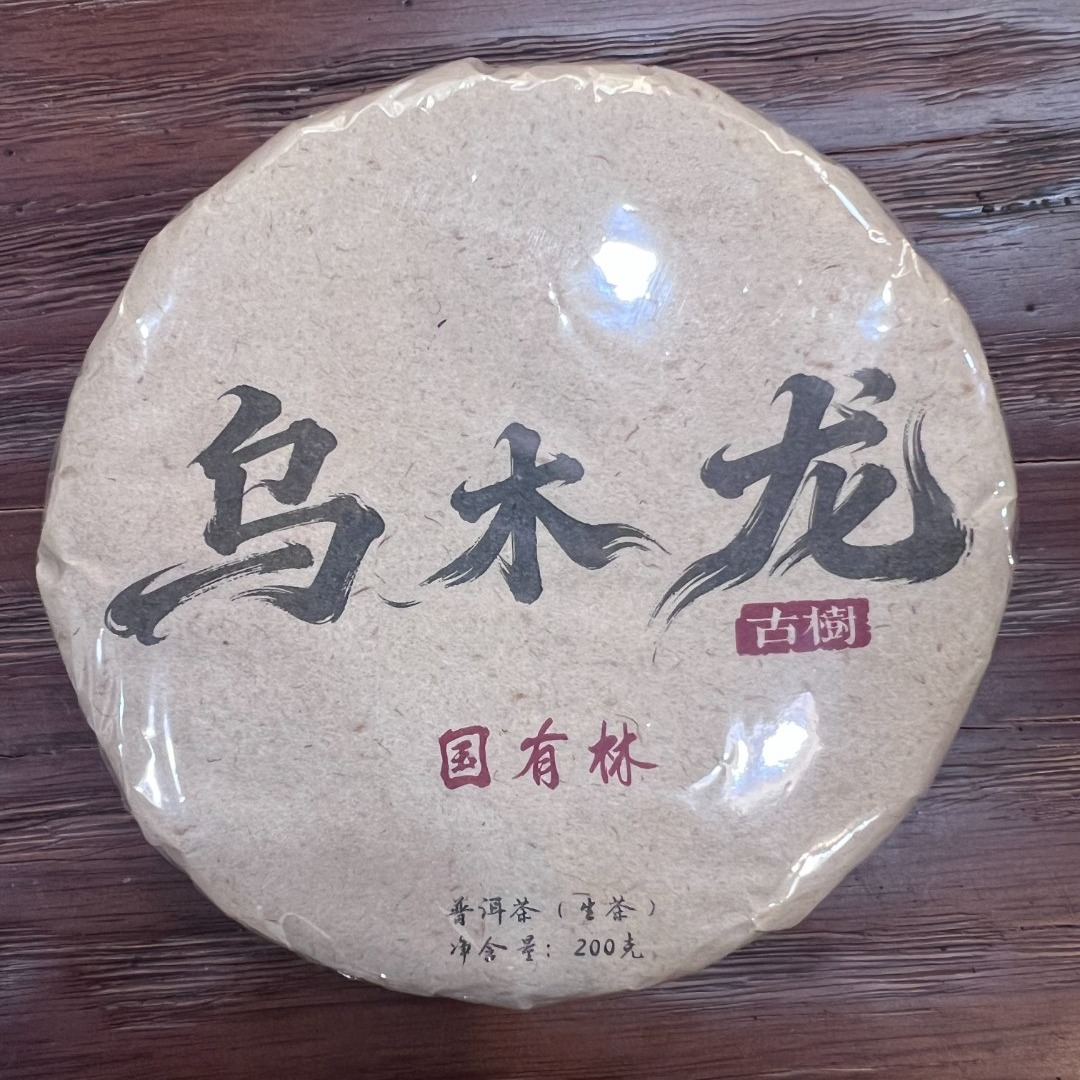 乌木龙
古樹
国有林
普洱茶（生茶）
净含量：200克